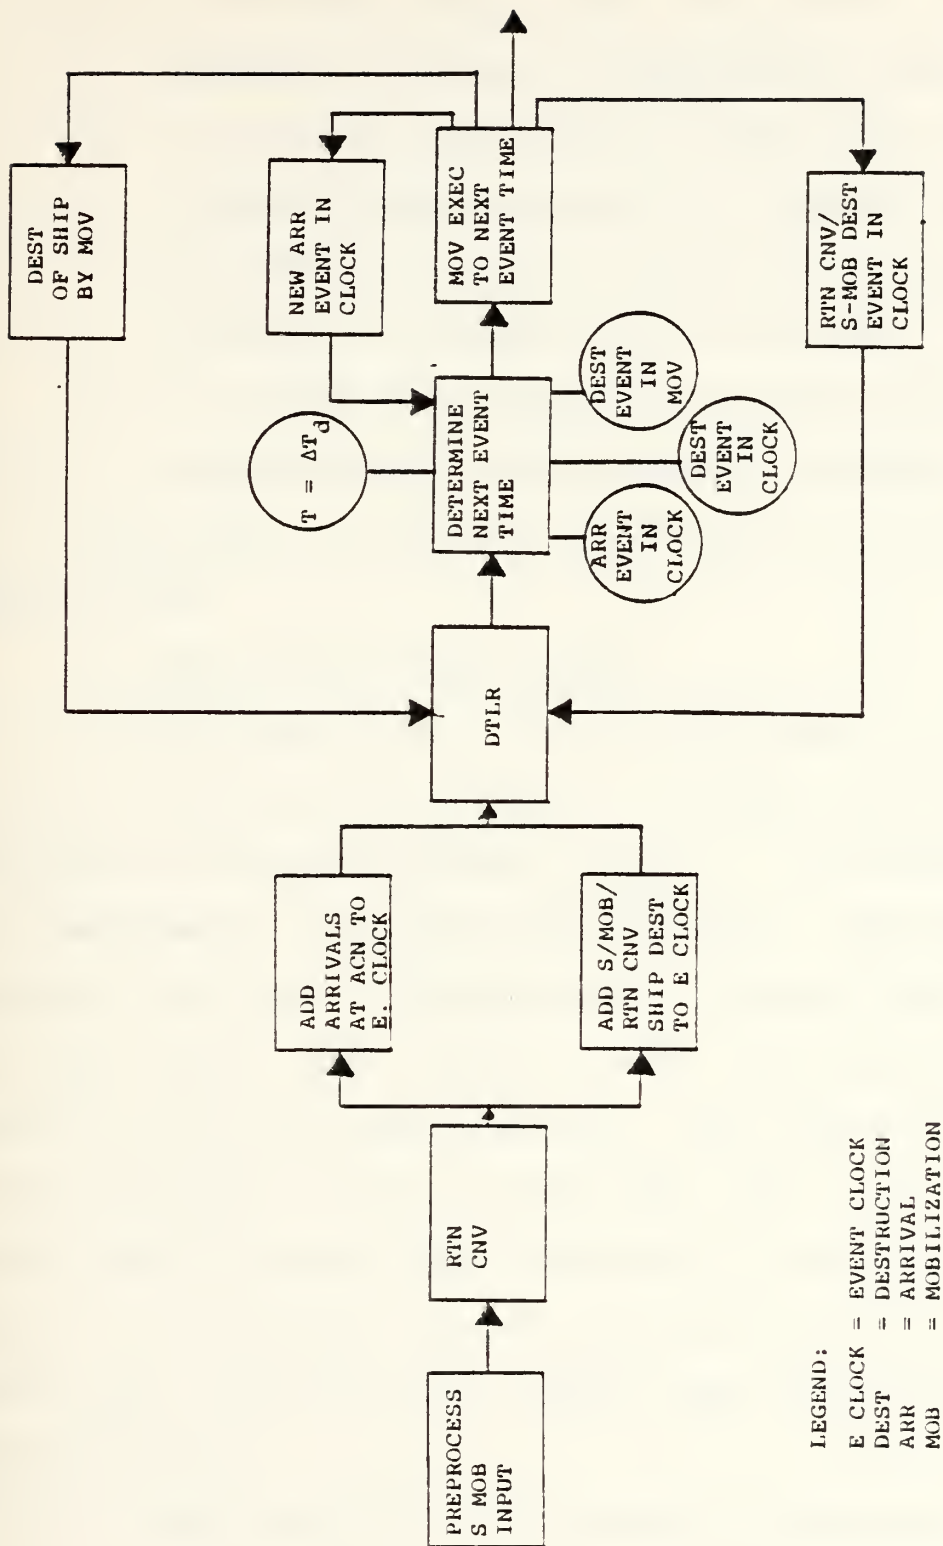 PREPROCESS
S MOB
INPUT
RTN
CNV
ADD
ARRIVALS
AT ACN TO
E. CLOCK
ADD S/MOB/
RTN CNV
SHIP DEST
TO E CLOCK
DTLR
T = ΔTd
DETERMINE
NEXT EVENT
TIME
ARR
EVENT
IN
CLOCK
DEST
EVENT
IN
CLOCK
DEST
EVENT
IN
MOV
NEW ARR
EVENT IN
CLOCK
MOV EXEC
TO NEXT
EVENT TIME
DEST
OF SHIP
BY MOV
RTN CNV/
S-MOB DEST
EVENT IN
CLOCK
LEGEND:
E CLOCK = EVENT CLOCK
DEST = DESTRUCTION
ARR = ARRIVAL
MOB = MOBILIZATION